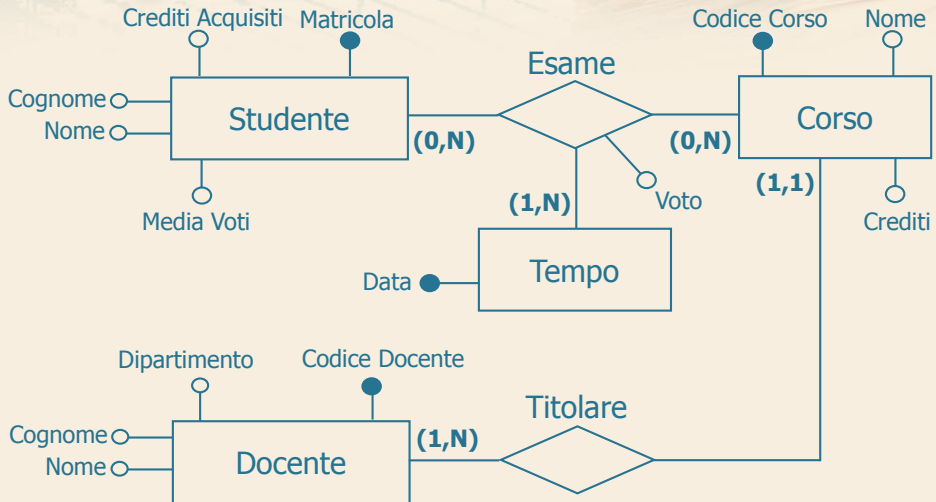 Crediti Acquisiti
Matricola
Codice Corso
Nome
Esame
Cognome
Nome
Studente
Corso
(0,N)
(0,N)
(1,1)
Media Voti
(1,N)
Voto
Crediti
Data
Tempo
Dipartimento
Codice Docente
Titolare
Cognome
Nome
Docente
(1,N)